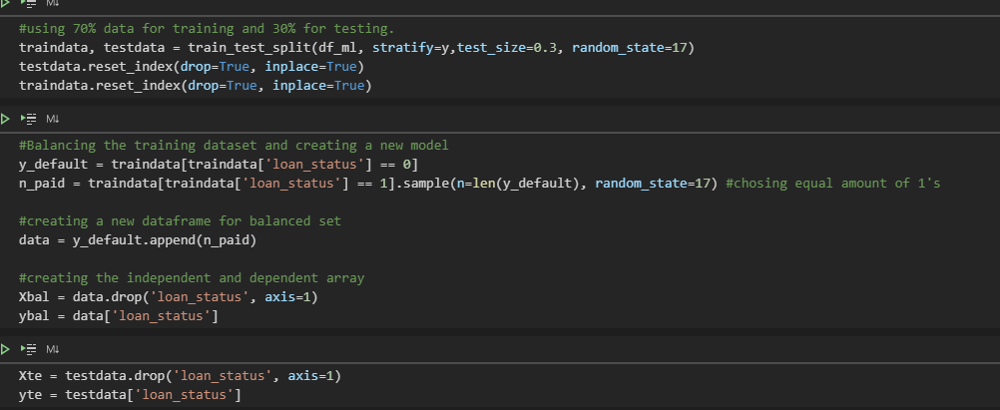 M↓
#using 70% data for training and 30% for testing.
traindata, testdata = train_test_split(df_ml, stratify=y,test_size=0.3, random_state=17)
testdata.reset_index(drop=True, inplace=True)
traindata.reset_index(drop=True, inplace=True)
M↓
#Balancing the training dataset and creating a new model
y_default = traindata[traindata['loan_status'] == 0]
n_paid = traindata[traindata['loan_status'] == 1].sample(n=len(y_default), random_state=17) #chosing equal amount of 1's
#creating a new dataframe for balanced set
data = y_default.append(n_paid)
#creating the independent and dependent array
Xbal = data.drop('loan_status', axis=1)
ybal = data['loan_status']
M↓
Xte = testdata.drop('loan_status', axis=1)
yte = testdata['loan_status']